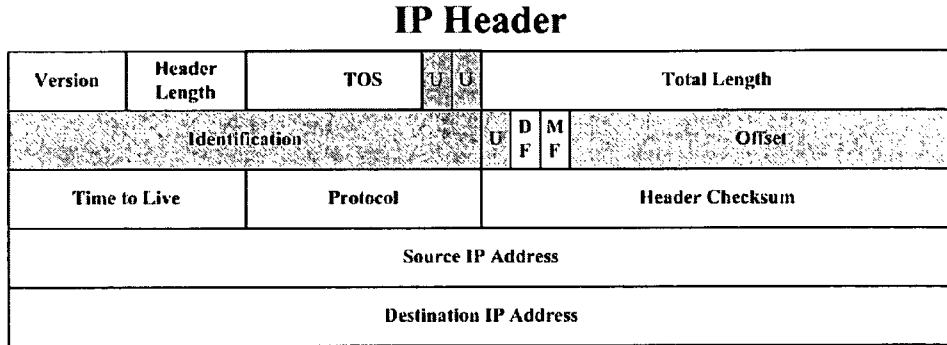 IP Header
Version
Header
Length
TOS
U
U
Total Length
Identification
U
D
F
M
F
Offset
Time to Live
Protocol
Header Checksum
Source IP Address
Destination IP Address